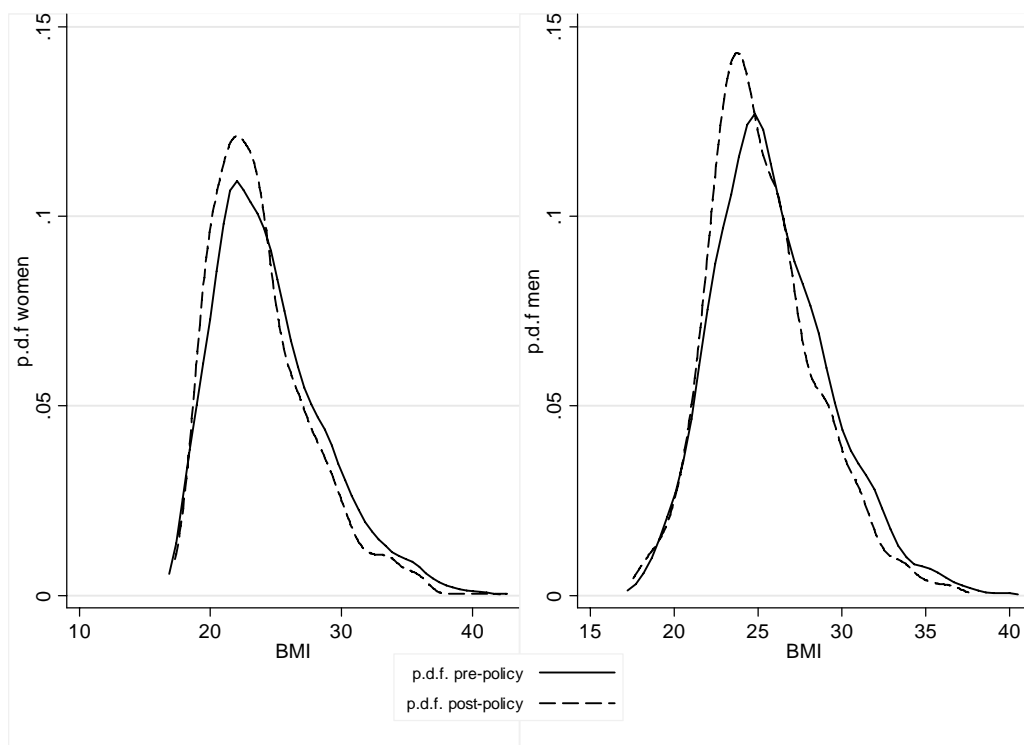 .15
.1
.05
0
p.d.f women
10 20 30 40
BMI
.15
.1
.05
0
p.d.f men
15 20 25 30 35 40
BMI
p.d.f. pre-policy
p.d.f. post-policy